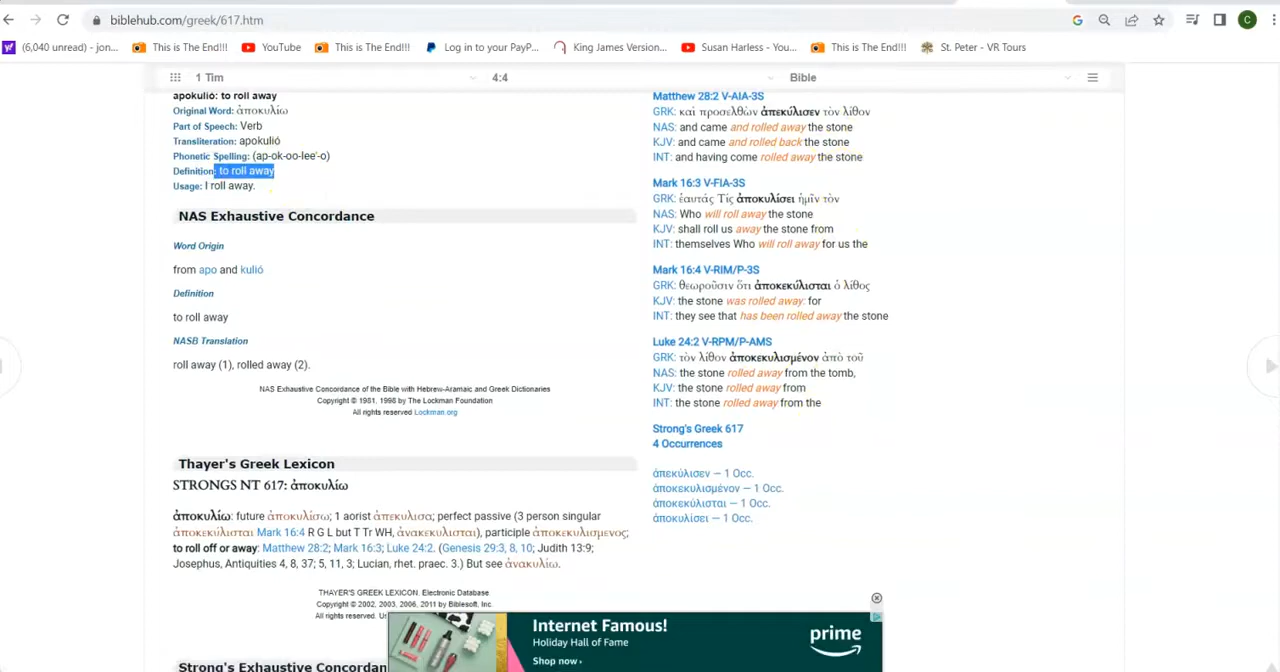 biblehub.com/greek/617.htm
(6,040 unread) - jon...
This is The End!!!
YouTube
This is The End!!!
Log in to your PayP...
King James Version...
Susan Harless - You...
This is The End!!!
St. Peter - VR Tours
1 Tim
4:4
Bible
apokulió: to roll away
Original Word: ἀποκυλίω
Part of Speech: Verb
Transliteration: apokulió
Phonetic Spelling: (ap-ok-oo-lee'-o)
Definition: to roll away
Usage: I roll away.
NAS Exhaustive Concordance
Word Origin
from apo and kulió
Definition
to roll away
NASB Translation
roll away (1), rolled away (2).
NAS Exhaustive Concordance of the Bible with Hebrew-Aramaic and Greek Dictionaries
Copyright © 1981, 1998 by The Lockman Foundation
All rights reserved Lockman.org
Thayer's Greek Lexicon
STRONGS NT 617: ἀποκυλίω
ἀποκυλίω: future ἀποκυλίσω; 1 aorist ἀπεκυλισα; perfect passive (3 person singular
ἀποκεκύλισται Mark 16:4 R G L but T Tr WH, ἀνακεκυλισται), participle ἀποκεκυλισμενος;
to roll off or away: Matthew 28:2; Mark 16:3; Luke 24:2. (Genesis 29:3, 8, 10; Judith 13:9;
Josephus, Antiquities 4, 8, 37; 5, 11, 3; Lucian, rhet. praec. 3.) But see ἀνακυλίω.
THAYER'S GREEK LEXICON, Electronic Database.
Copyright © 2002, 2003, 2006, 2011 by Biblesoft, Inc.
All rights reserved.
Strong's Exhaustive Concordan
Matthew 28:2 V-AIA-3S
GRK: καὶ προσελθὼν ἀπεκύλισεν τὸν λίθον
NAS: and came and rolled away the stone
KJV: and came and rolled back the stone
INT: and having come rolled away the stone
Mark 16:3 V-FIA-3S
GRK: ἑαυτάς Τίς ἀποκυλίσει ἡμῖν τὸν
NAS: Who will roll away the stone
KJV: shall roll us away the stone from
INT: themselves Who will roll away for us the
Mark 16:4 V-RIM/P-3S
GRK: θεωροῦσιν ὅτι ἀποκεκύλισται ὁ λίθος
KJV: the stone was rolled away: for
INT: they see that has been rolled away the stone
Luke 24:2 V-RPM/P-AMS
GRK: τὸν λίθον ἀποκεκυλισμένον ἀπὸ τοῦ
NAS: the stone rolled away from the tomb,
KJV: the stone rolled away from
INT: the stone rolled away from the
Strong's Greek 617
4 Occurrences
ἀπεκύλισεν — 1 Occ.
ἀποκεκυλισμένον — 1 Occ.
ἀποκεκύλισται — 1 Occ.
ἀποκυλίσει — 1 Occ.
Internet Famous!
Holiday Hall of Fame
Shop now ›
prime
C